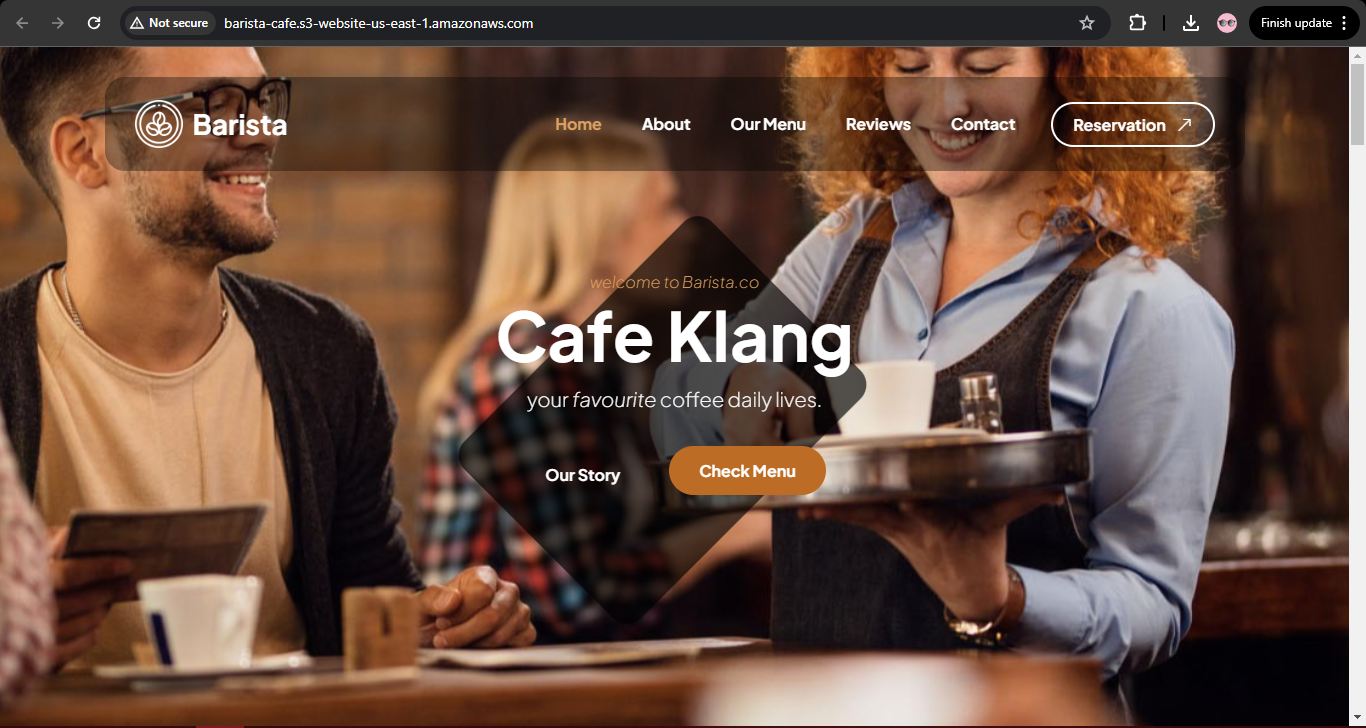 Not secure
barista-cafe.s3-website-us-east-1.amazonaws.com
Finish update
Barista
Home
About
Our Menu
Reviews
Contact
Reservation
welcome to Barista.co
Cafe Klang
your favourite coffee daily lives.
Our Story
Check Menu